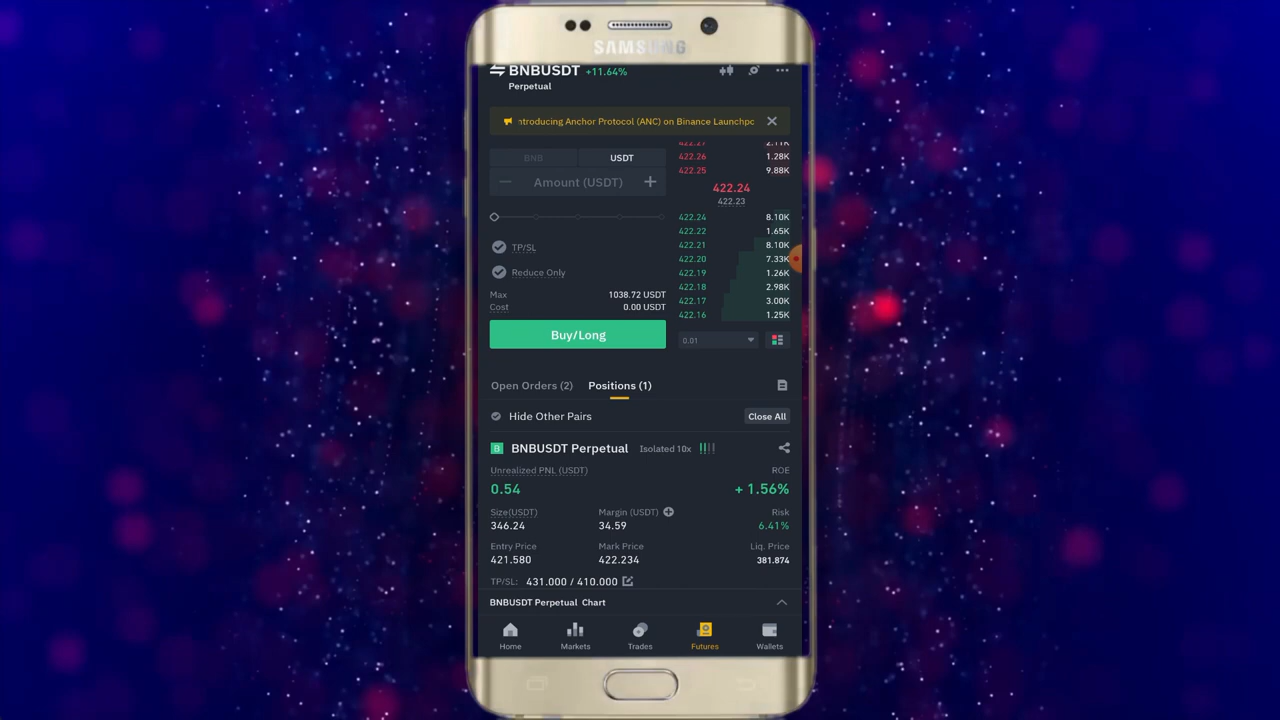 SAMSUNG
BNBUSDT +11.64%
Perpetual
ntroducing Anchor Protocol (ANC) on Binance Launchpo
BNB USDT
− Amount (USDT) +
TP/SL
Reduce Only
Max 1038.72 USDT
Cost 0.00 USDT
Buy/Long
422.27 2.11K
422.26 1.28K
422.25 9.88K
422.24
422.23
422.24 8.10K
422.22 1.65K
422.21 8.10K
422.20 7.33K
422.19 1.26K
422.18 2.98K
422.17 3.00K
422.16 1.25K
0.01
Open Orders (2) Positions (1)
Hide Other Pairs Close All
B BNBUSDT Perpetual Isolated 10x
Unrealized PNL (USDT) ROE
0.54 + 1.56%
Size(USDT) Margin (USDT) Risk
346.24 34.59 6.41%
Entry Price Mark Price Liq. Price
421.580 422.234 381.874
TP/SL: 431.000 / 410.000
BNBUSDT Perpetual Chart
Home Markets Trades Futures Wallets